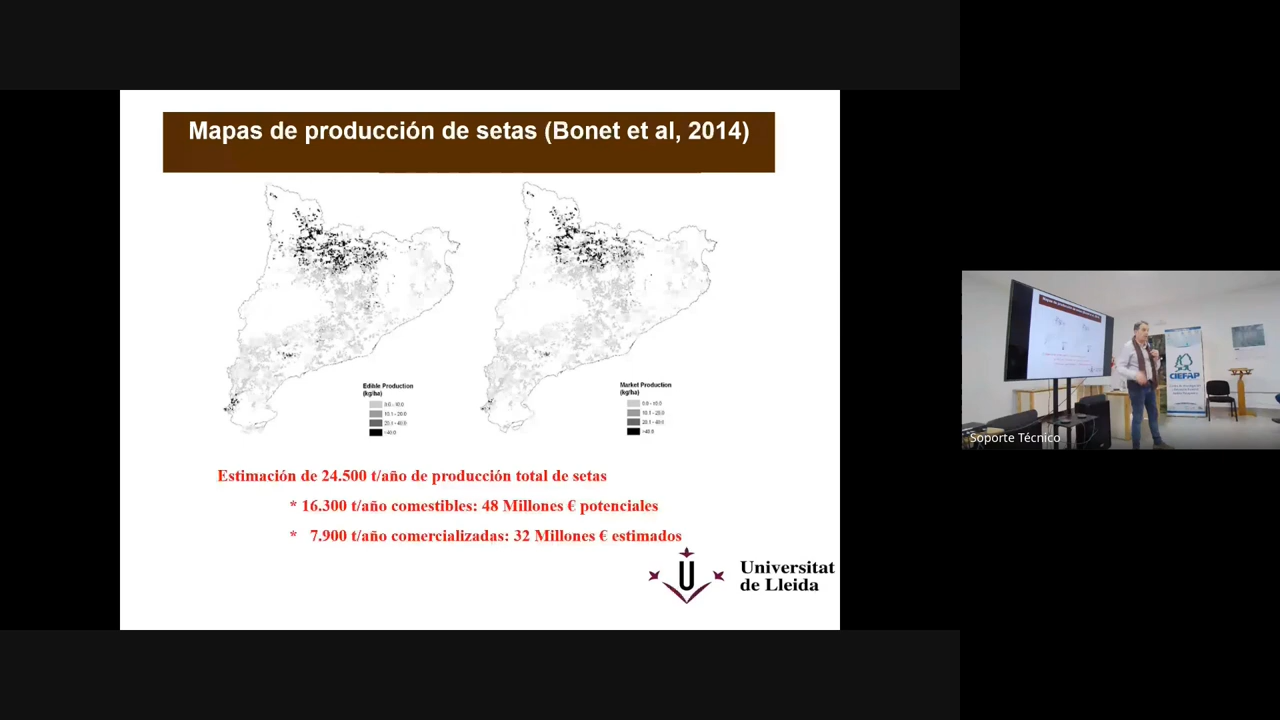 Mapas de producción de setas (Bonet et al, 2014)
Edible Production
(kg/ha)
0.0 - 10.0
10.1 - 20.0
20.1 - 40.0
>40.0
Market Production
(kg/ha)
0.0 - 10.0
10.1 - 20.0
20.1 - 40.0
>40.0
Estimación de 24.500 t/año de producción total de setas
* 16.300 t/año comestibles: 48 Millones € potenciales
* 7.900 t/año comercializadas: 32 Millones € estimados
Universitat
de Lleida
CIEFAP
Soporte Técnico